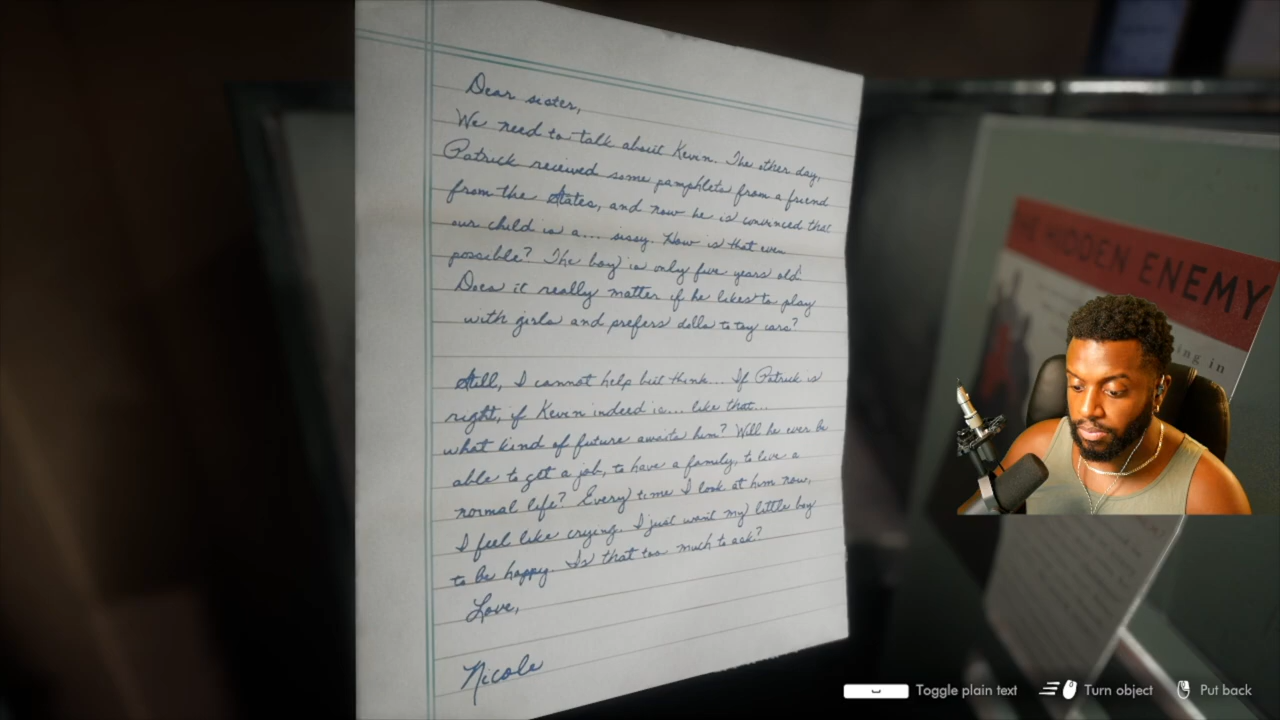 Dear sister,
We need to talk about Kevin. The other day,
Patrick received some pamphlets from a friend
from the States, and now he is convinced that
our child is a... sissy. How is that even
possible? The boy is only five years old!
Does it really matter if he likes to play
with girls and prefers dolls to toy cars?
Still, I cannot help but think... If Patrick is
right, if Kevin indeed is... like that...
what kind of future awaits him? Will he ever be
able to get a job, to have a family, to live a
normal life? Every time I look at him now,
I feel like crying. I just want my little boy
to be happy. Is that too much to ask?
Love,
Nicole
HE HIDDEN ENEMY
ing in
Toggle plain text
Turn object
Put back